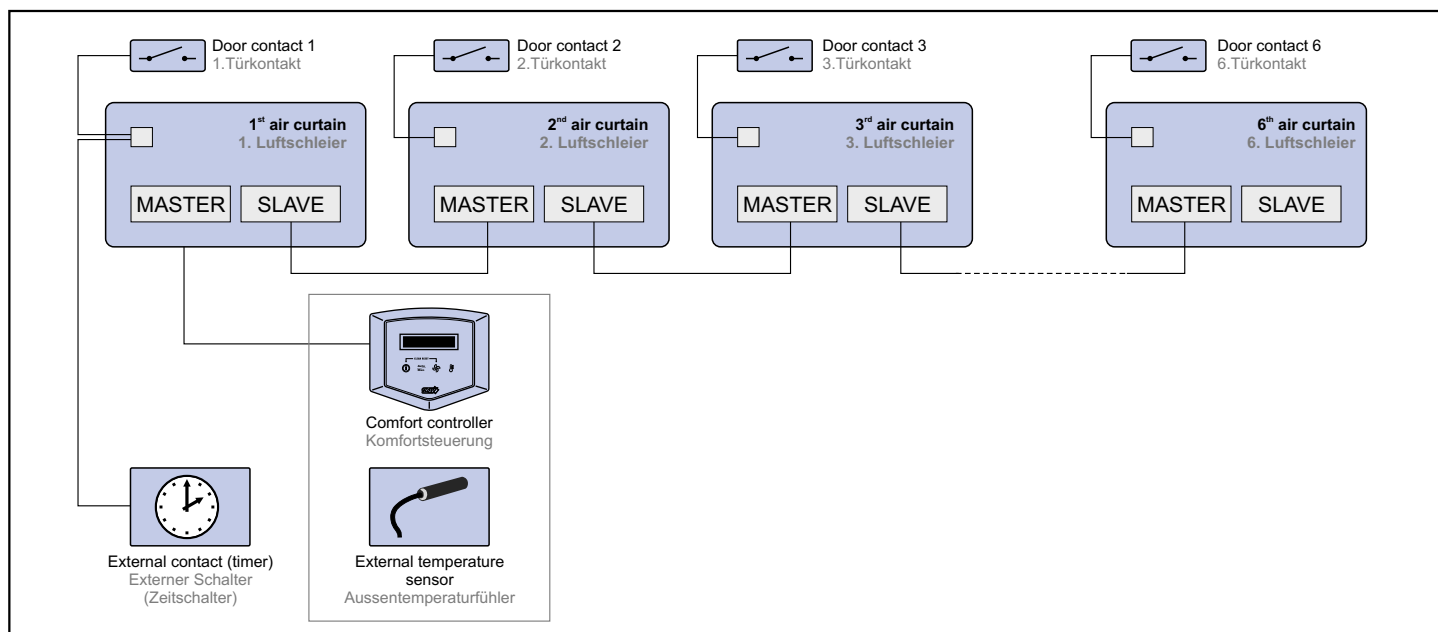 Door contact 1
1.Türkontakt
Door contact 2
2.Türkontakt
Door contact 3
3.Türkontakt
Door contact 6
6.Türkontakt
1st air curtain
1. Luftschleier
2nd air curtain
2. Luftschleier
3rd air curtain
3. Luftschleier
6th air curtain
6. Luftschleier
MASTER SLAVE
MASTER SLAVE
MASTER SLAVE
MASTER SLAVE
Comfort controller
Komfortsteuerung
External contact (timer)
Externer Schalter
(Zeitschalter)
External temperature
sensor
Aussentemperaturfühler